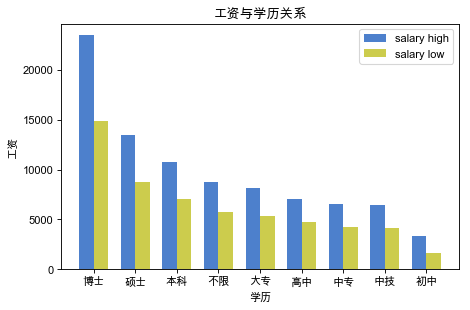 工资与学历关系
salary high
salary low
工资
20000
15000
10000
5000
0
博士 硕士 本科 不限 大专 高中 中专 中技 初中
学历